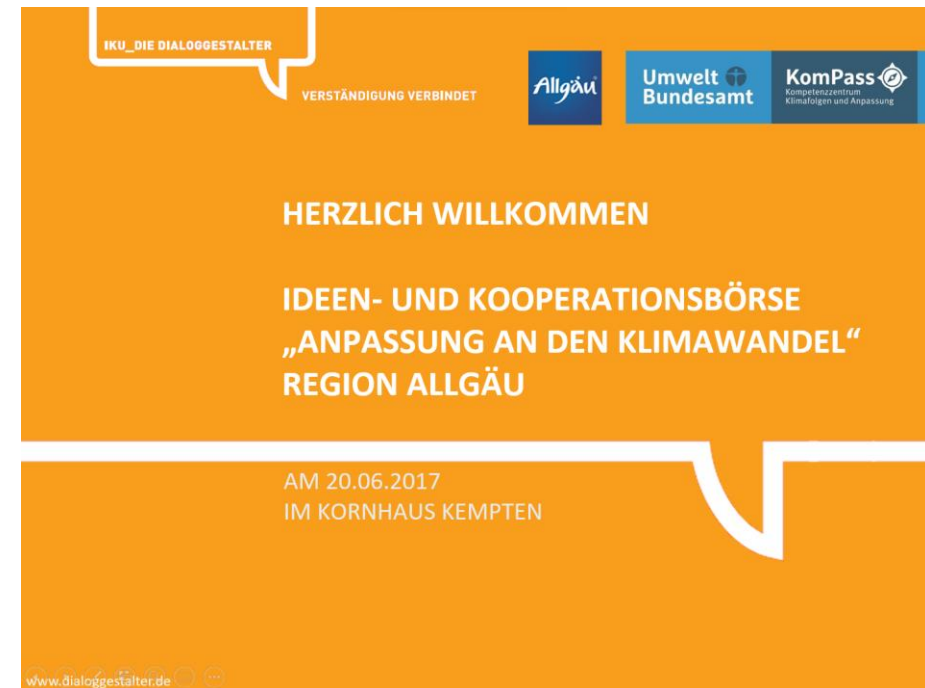 IKU_DIE DIALOGGESTALTER
VERSTÄNDIGUNG VERBINDET
Allgäu
Umwelt
Bundesamt
KomPass
Kompetenzzentrum
Klimafolgen und Anpassung
HERZLICH WILLKOMMEN
IDEEN- UND KOOPERATIONSBÖRSE
„ANPASSUNG AN DEN KLIMAWANDEL“
REGION ALLGÄU
AM 20.06.2017
IM KORNHAUS KEMPTEN
www.dialoggestalter.de